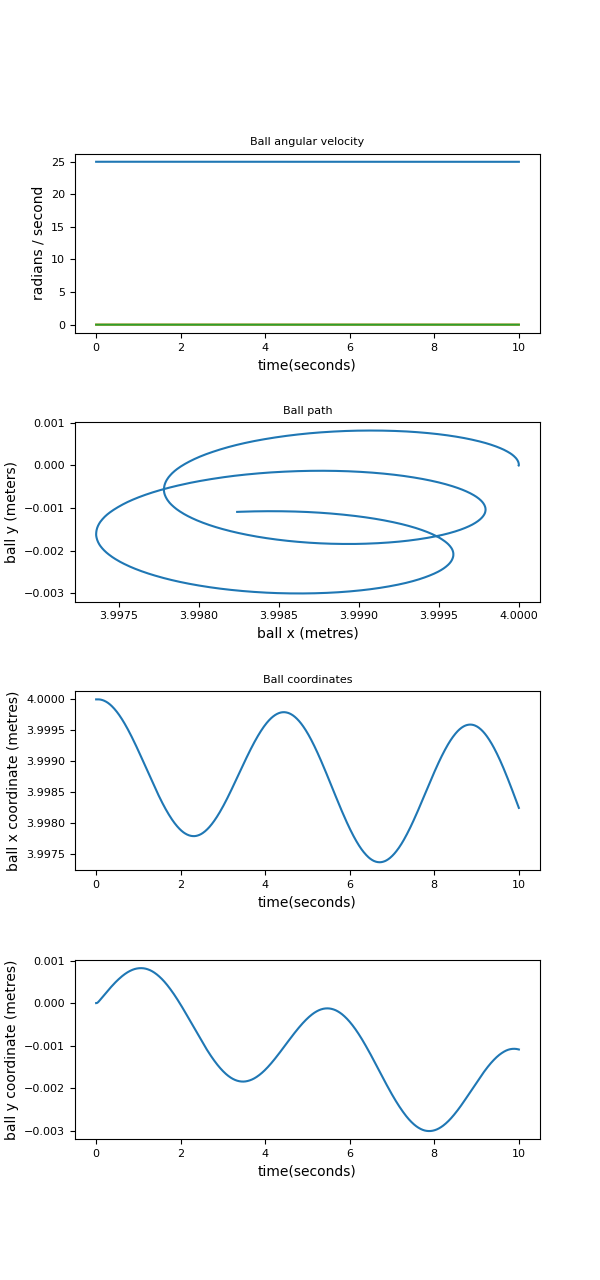 Ball angular velocity
25
20
15
10
5
0
radians / second
0 2 4 6 8 10
time(seconds)
Ball path
0.001
0.000
−0.001
−0.002
−0.003
ball y (meters)
3.9975 3.9980 3.9985 3.9990 3.9995 4.0000
ball x (metres)
Ball coordinates
4.0000
3.9995
3.9990
3.9985
3.9980
3.9975
ball x coordinate (metres)
0 2 4 6 8 10
time(seconds)
0.001
0.000
−0.001
−0.002
−0.003
ball y coordinate (metres)
0 2 4 6 8 10
time(seconds)